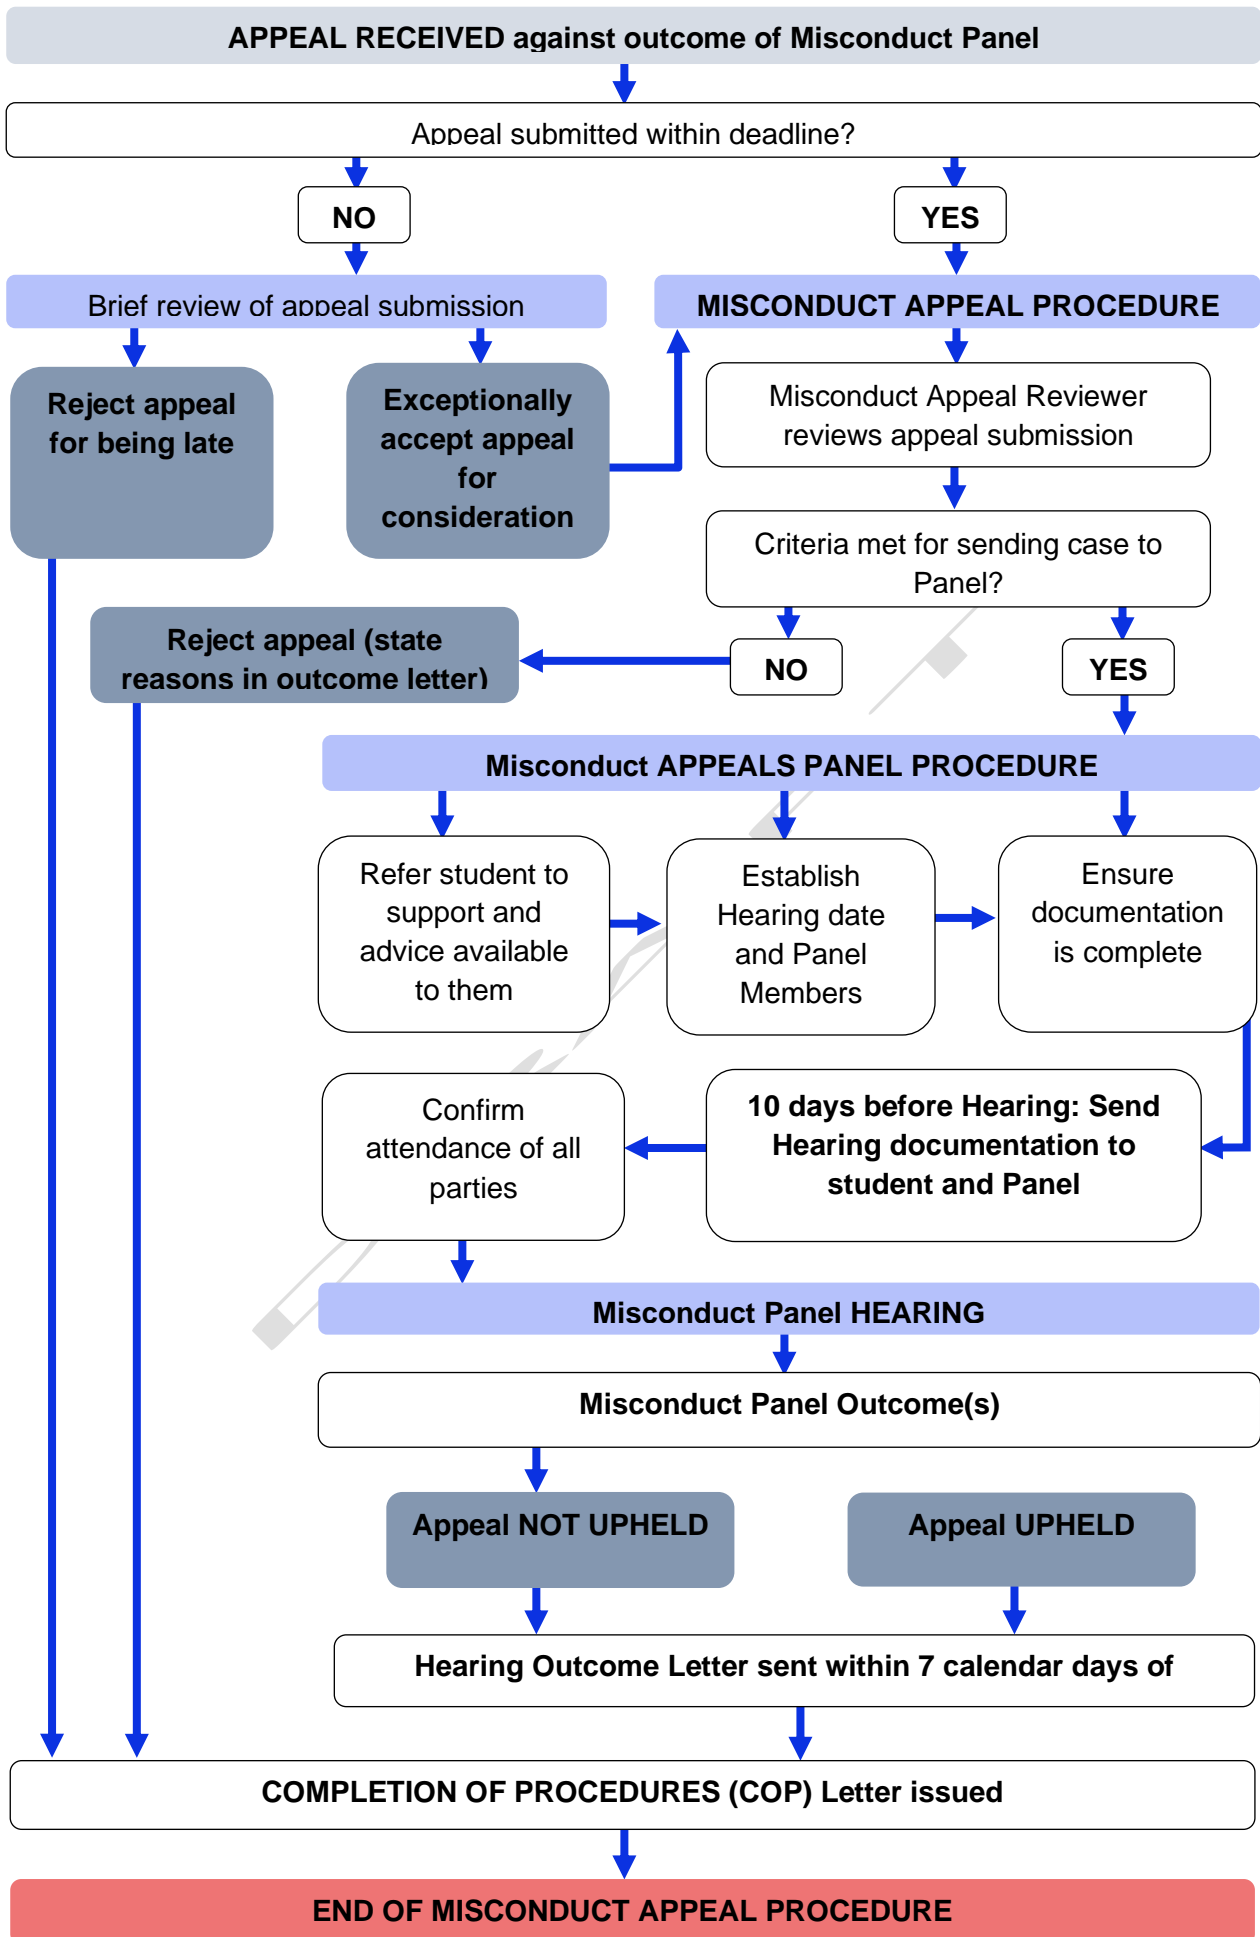 APPEAL RECEIVED against outcome of Misconduct Panel
Appeal submitted within deadline?
NO
YES
Brief review of appeal submission
MISCONDUCT APPEAL PROCEDURE
Reject appeal
for being late
Exceptionally
accept appeal
for
consideration
Misconduct Appeal Reviewer
reviews appeal submission
Criteria met for sending case to
Panel?
Reject appeal (state
reasons in outcome letter)
NO
YES
Misconduct APPEALS PANEL PROCEDURE
Refer student to
support and
advice available
to them
Establish
Hearing date
and Panel
Members
Ensure
documentation
is complete
Confirm
attendance of all
parties
10 days before Hearing: Send
Hearing documentation to
student and Panel
Misconduct Panel HEARING
Misconduct Panel Outcome(s)
Appeal NOT UPHELD
Appeal UPHELD
Hearing Outcome Letter sent within 7 calendar days of
COMPLETION OF PROCEDURES (COP) Letter issued
END OF MISCONDUCT APPEAL PROCEDURE